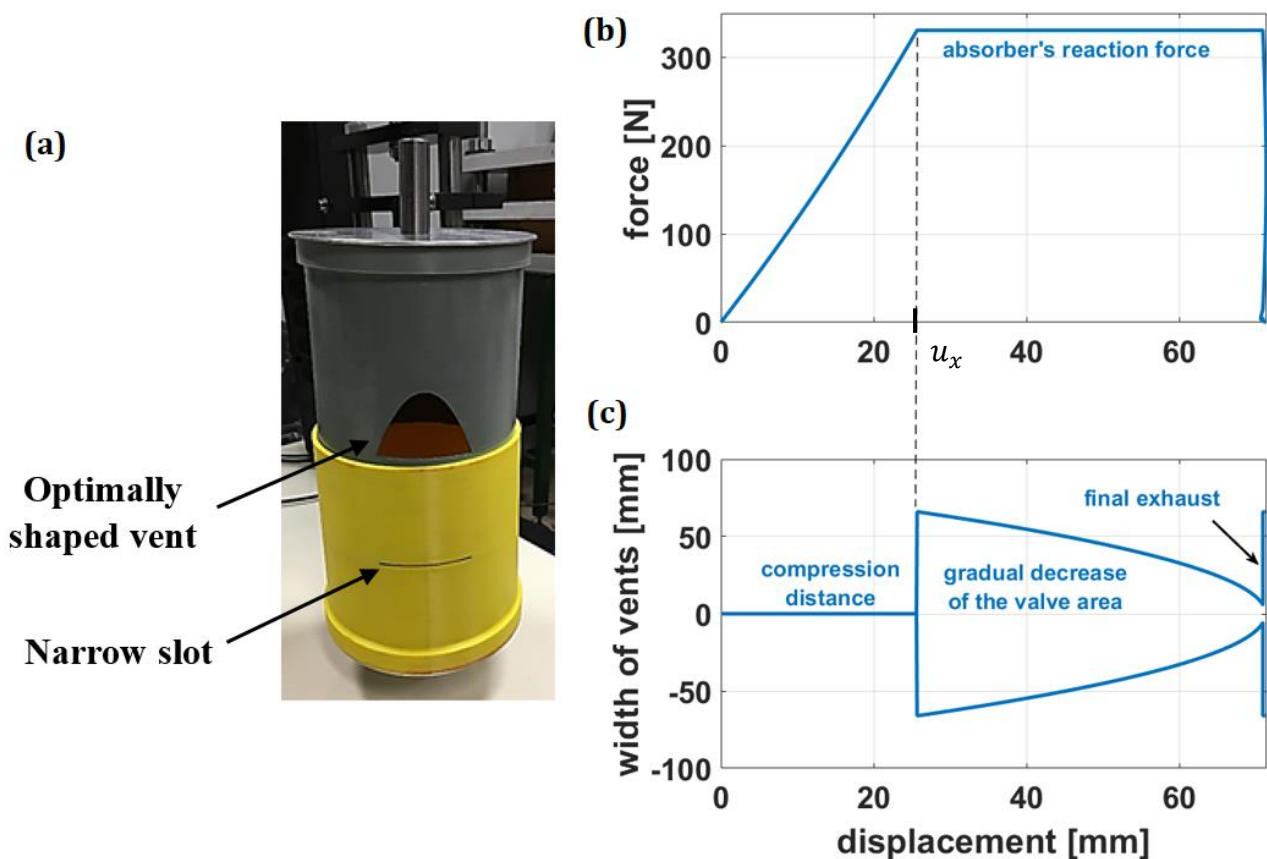 (a)
Optimally
shaped vent
Narrow slot
(b)
force [N]
300
200
100
0
absorber's reaction force
0
20
40
60
u_x
(c)
width of vents [mm]
100
50
0
-50
-100
compression
distance
gradual decrease
of the valve area
final exhaust
0
20
40
60
displacement [mm]